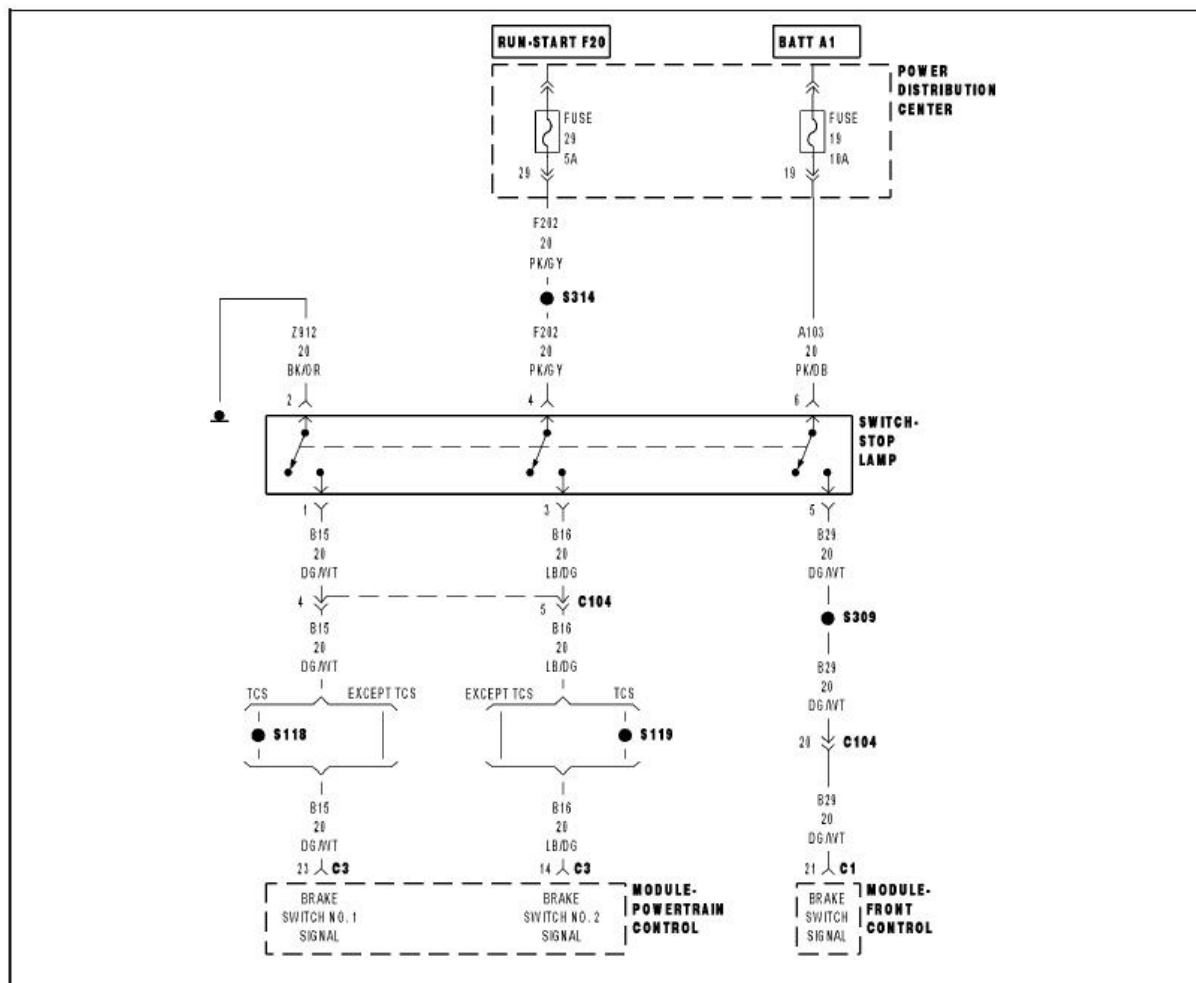 RUN-START F20
BATT A1
POWER
DISTRIBUTION
CENTER
FUSE
29
5A
29
FUSE
19
10A
19
F202
20
PK/GY
S314
Z912
20
BK/OR
F202
20
PK/GY
A103
20
PK/DB
2
4
6
SWITCH-
STOP
LAMP
1
3
5
B15
20
DG/WT
B16
20
LB/DG
B29
20
DG/WT
4
5
C104
S309
B15
20
DG/WT
B16
20
LB/DG
B29
20
DG/WT
TCS
EXCEPT TCS
EXCEPT TCS
TCS
S118
S119
20
C104
B15
20
DG/WT
B16
20
LB/DG
B29
20
DG/WT
23
C3
14
C3
21
C1
BRAKE
SWITCH NO. 1
SIGNAL
BRAKE
SWITCH NO. 2
SIGNAL
MODULE-
POWERTRAIN
CONTROL
BRAKE
SWITCH
SIGNAL
MODULE-
FRONT
CONTROL